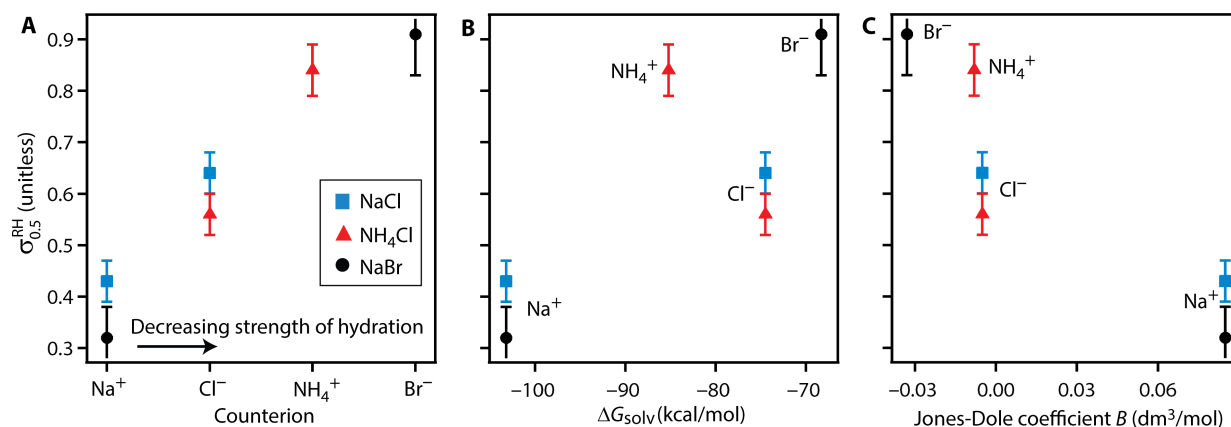 A
0.9
0.8
0.7
0.6
0.5
0.4
0.3
σ0.5^RH (unitless)
NaCl
NH4Cl
NaBr
Decreasing strength of hydration
Na+
Cl−
NH4+
Br−
Counterion
B
Br−
NH4+
Cl−
Na+
−100
−90
−80
−70
ΔGsolv (kcal/mol)
C
Br−
NH4+
Cl−
Na+
−0.03
0.00
0.03
0.06
Jones-Dole coefficient B (dm³/mol)